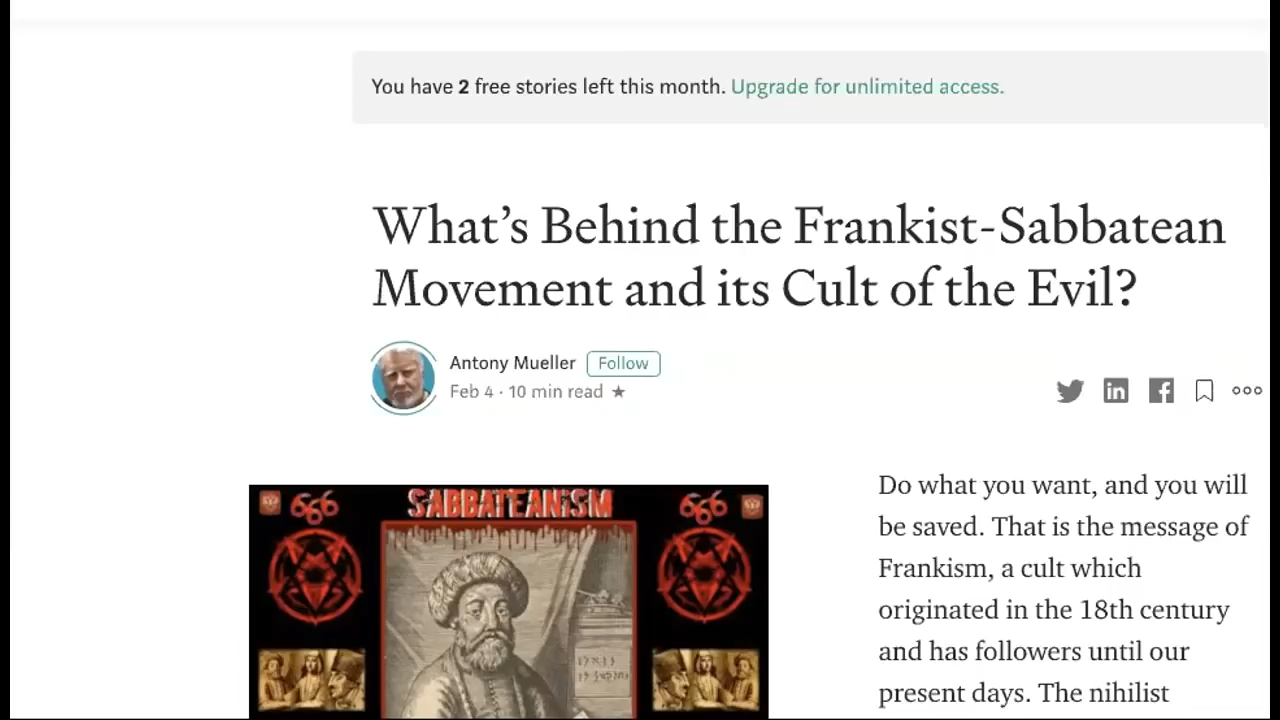 You have 2 free stories left this month. Upgrade for unlimited access.
What's Behind the Frankist-Sabbatean
Movement and its Cult of the Evil?
Antony Mueller Follow
Feb 4 · 10 min read ★
SABBATEANISM
666
666
Do what you want, and you will
be saved. That is the message of
Frankism, a cult which
originated in the 18th century
and has followers until our
present days. The nihilist